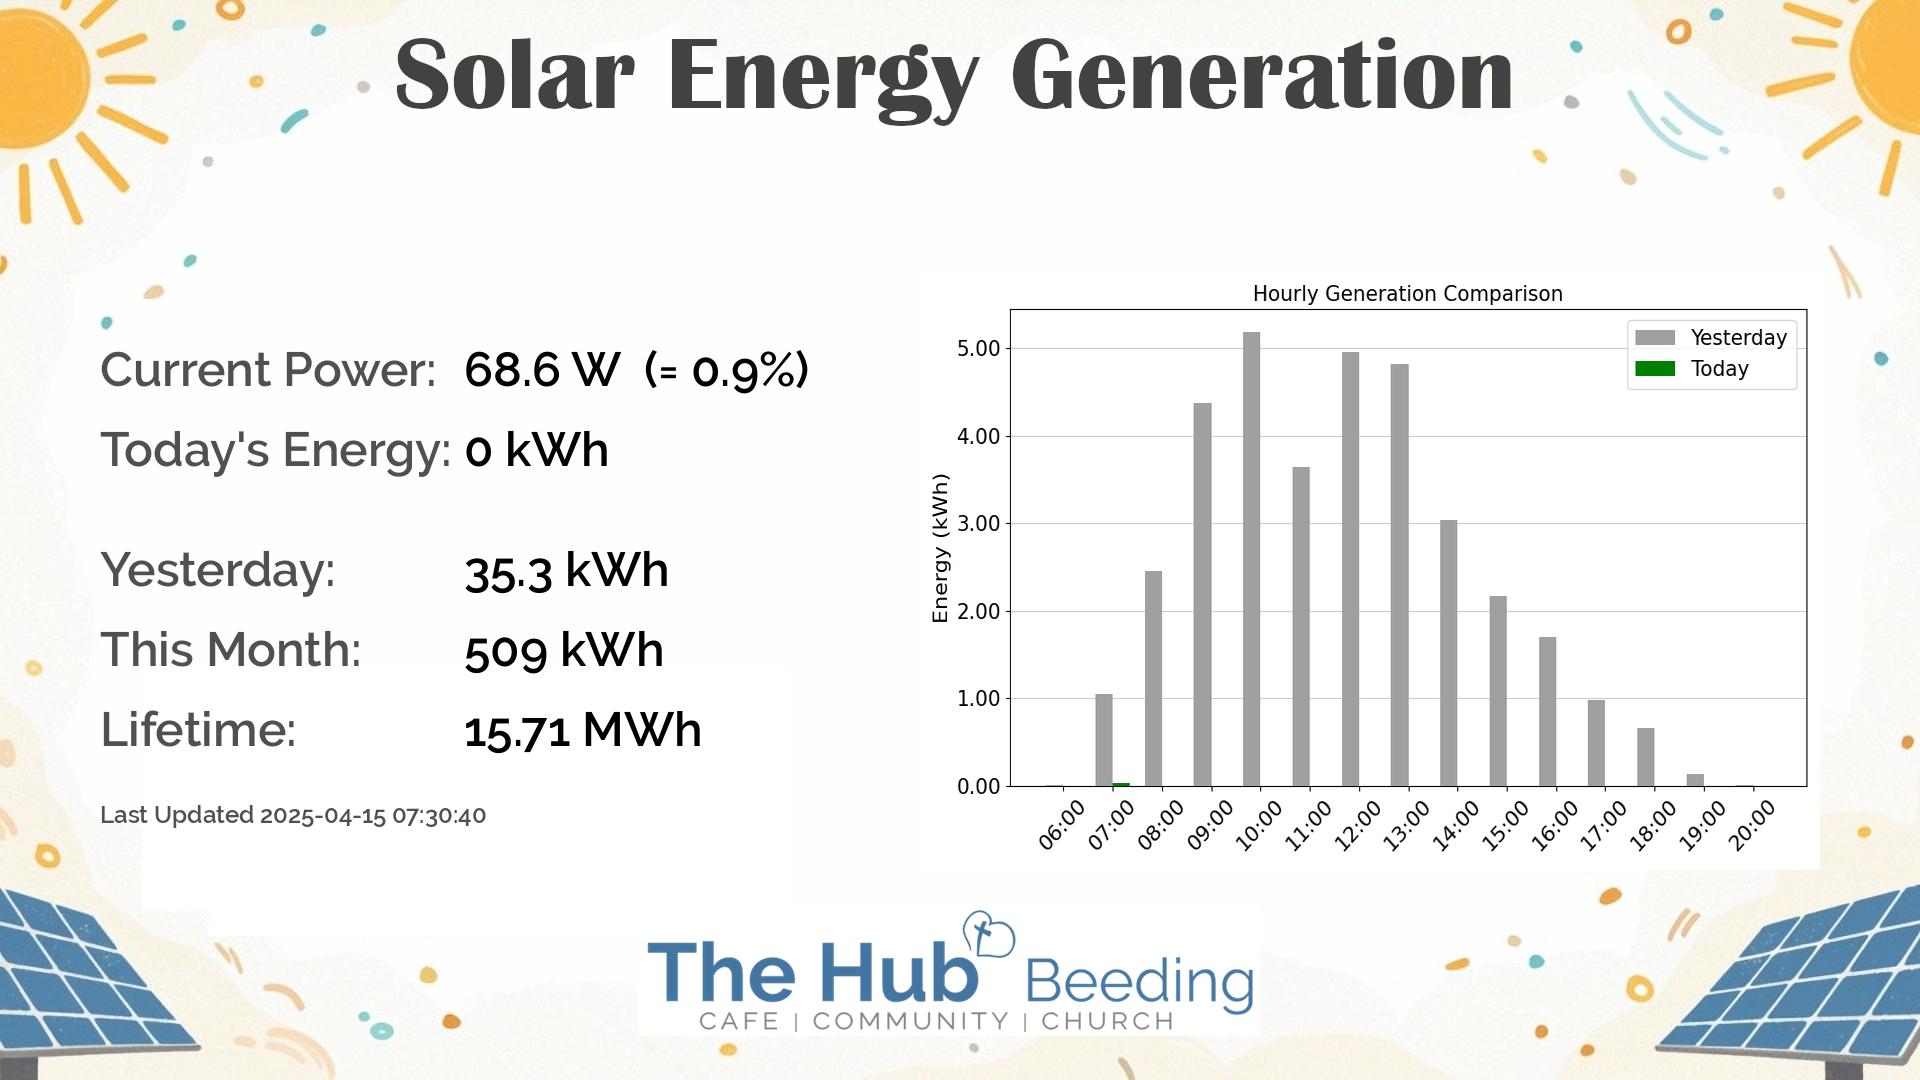 Solar Energy Generation
Current Power: 68.6 W (= 0.9%)
Today's Energy: 0 kWh
Yesterday: 35.3 kWh
This Month: 509 kWh
Lifetime: 15.71 MWh
Last Updated 2025-04-15 07:30:40
Hourly Generation Comparison
Yesterday
Today
Energy (kWh)
5.00
4.00
3.00
2.00
1.00
0.00
06:00 07:00 08:00 09:00 10:00 11:00 12:00 13:00 14:00 15:00 16:00 17:00 18:00 19:00 20:00
The Hub Beeding
CAFE | COMMUNITY | CHURCH